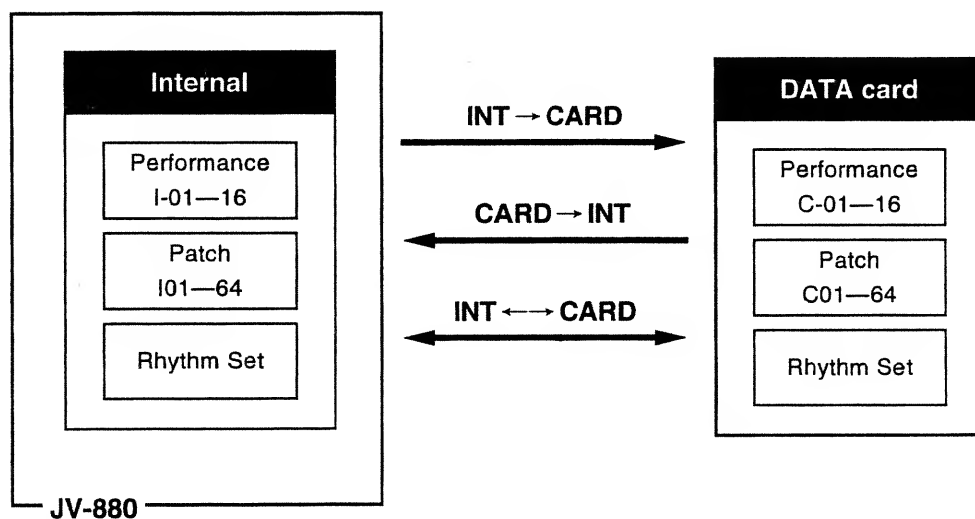 Internal
Performance
I-01—16
Patch
I01—64
Rhythm Set
JV-880
INT → CARD
CARD → INT
INT ←→ CARD
DATA card
Performance
C-01—16
Patch
C01—64
Rhythm Set